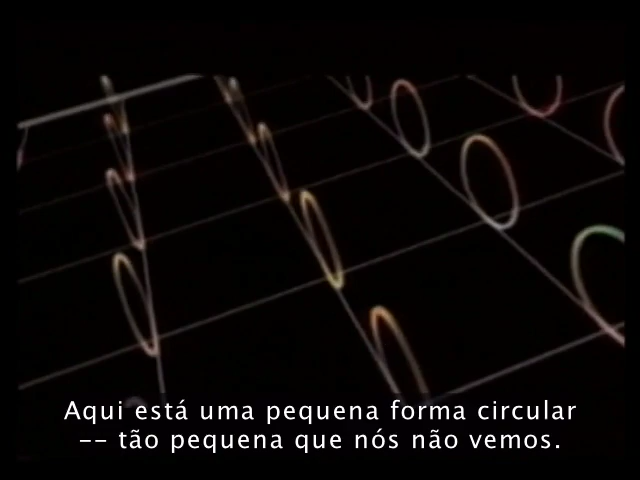 Aqui está uma pequena forma circular
-- tão pequena que nós não vemos.